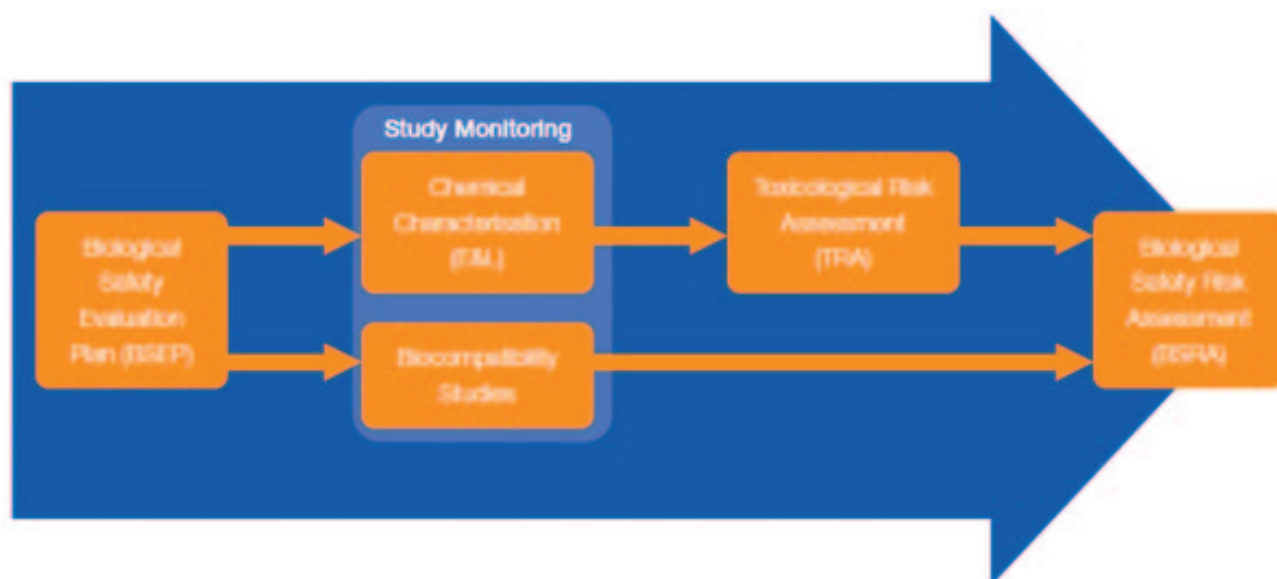 Study Monitoring
Chemical
Characterisation
(E&L)
Toxicological Risk
Assessment
(TRA)
Biological
Safety
Evaluation
Plan (BSEP)
Biocompatibility
Studies
Biological
Safety Risk
Assessment
(BSRA)